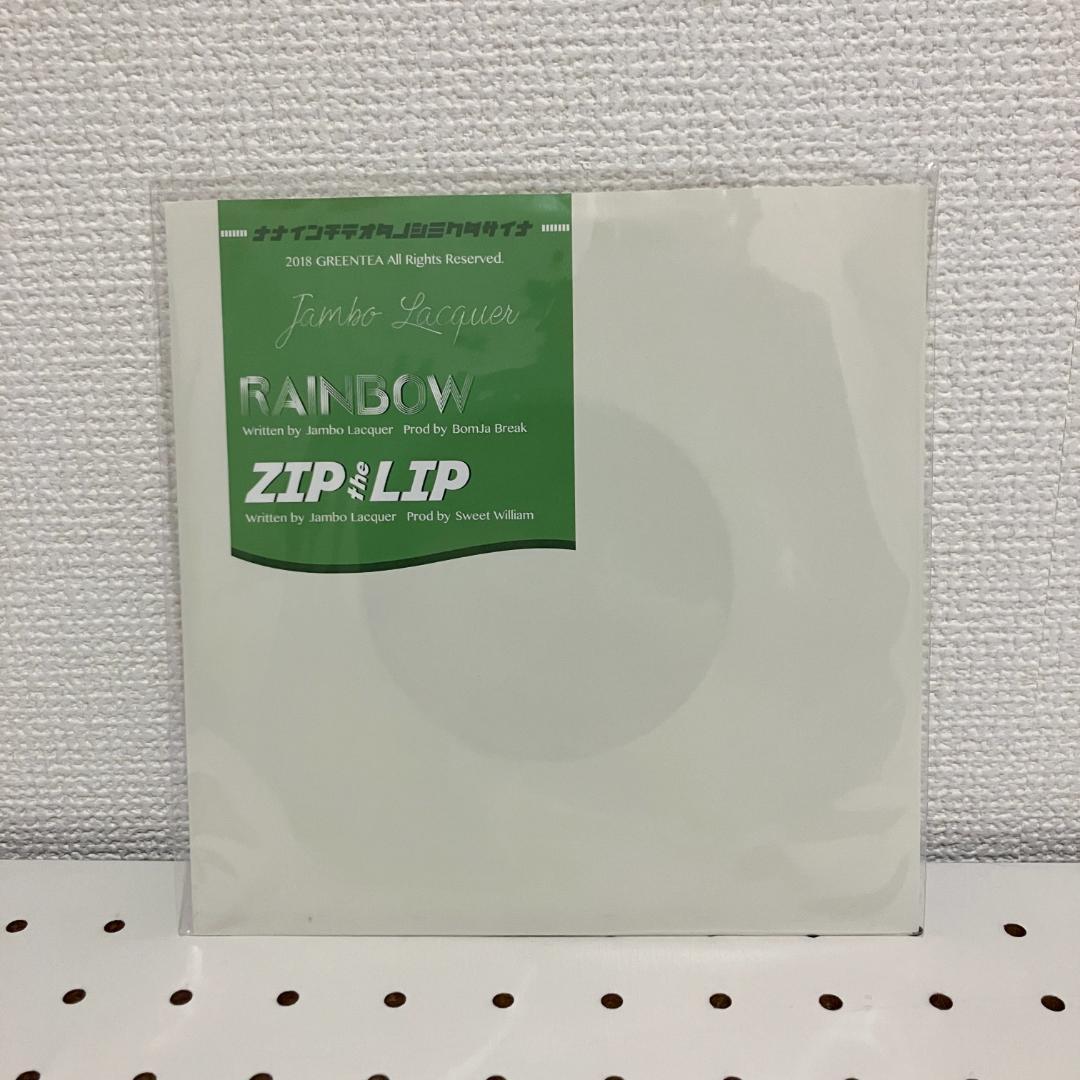 ナナインチデオタノシミクダサイナ
2018 GREENTEA All Rights Reserved.
Jambo Lacquer
RAINBOW
Written by Jambo Lacquer Prod by BomJa Break
ZIP the LIP
Written by Jambo Lacquer Prod by Sweet William